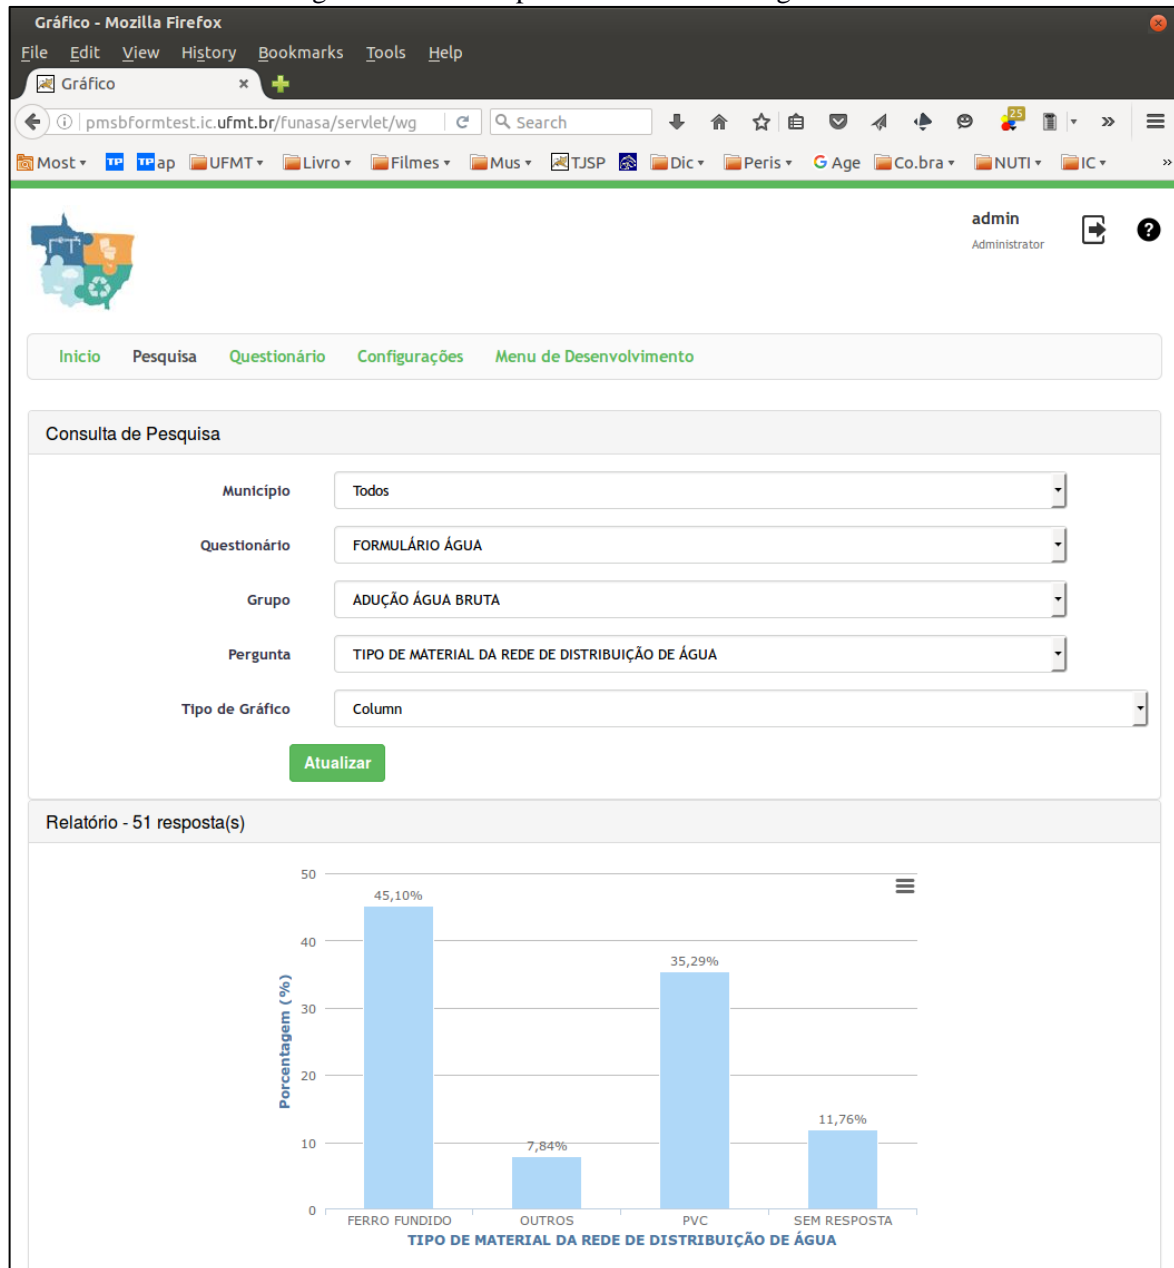 Gráfico - Mozilla Firefox
File Edit View History Bookmarks Tools Help
Gráfico
pmsbformtest.ic.ufmt.br/funasa/servlet/wg Search 25
Most TP TP ap UFMT Livro Filmes Mus TJSP Dic Peris G Age Co.bra NUTI IC »
admin
Administrator
Inicio Pesquisa Questionário Configurações Menu de Desenvolvimento
Consulta de Pesquisa
Município Todos
Questionário FORMULÁRIO ÁGUA
Grupo ADUÇÃO ÁGUA BRUTA
Pergunta TIPO DE MATERIAL DA REDE DE DISTRIBUIÇÃO DE ÁGUA
Tipo de Gráfico Column
Atualizar
Relatório - 51 resposta(s)
50
45,10%
40
35,29%
30
Porcentagem (%)
20
11,76%
10
7,84%
0
FERRO FUNDIDO OUTROS PVC SEM RESPOSTA
TIPO DE MATERIAL DA REDE DE DISTRIBUIÇÃO DE ÁGUA